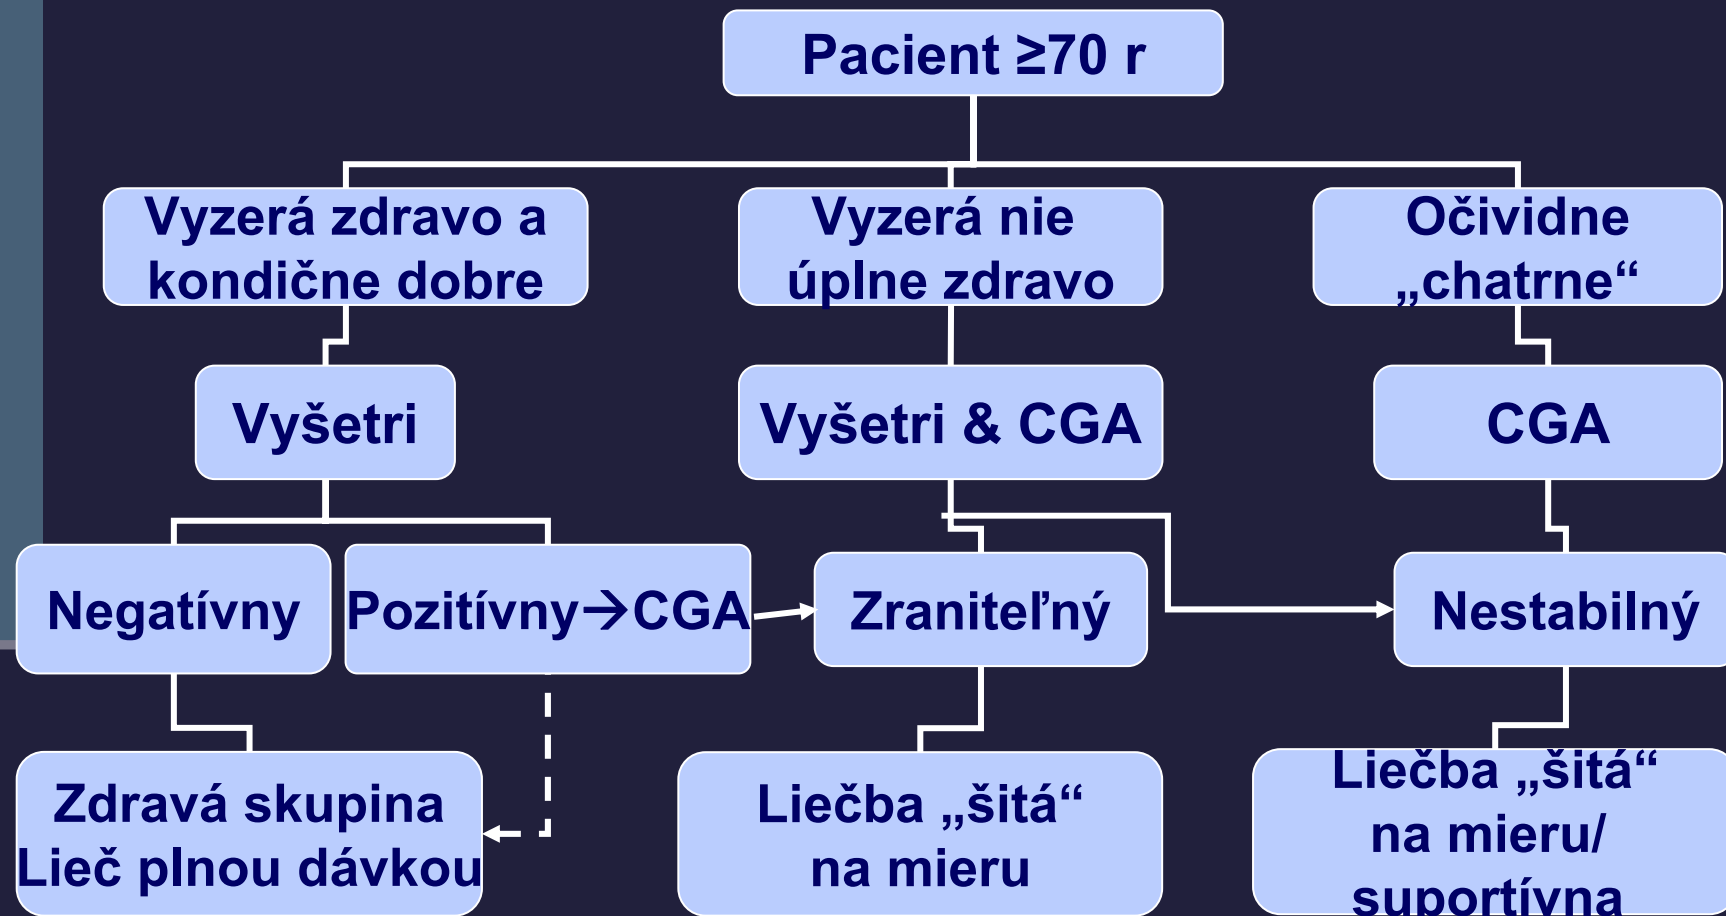 Pacient ≥70 r
Vyzerá zdravo a
kondične dobre
Vyzerá nie
úplne zdravo
Očividne
„chatrne“
Vyšetri
Vyšetri & CGA
CGA
Negatívny
Pozitívny→CGA
Zraniteľný
Nestabilný
Zdravá skupina
Lieč plnou dávkou
Liečba „šitá“
na mieru
Liečba „šitá“
na mieru/
suportívna